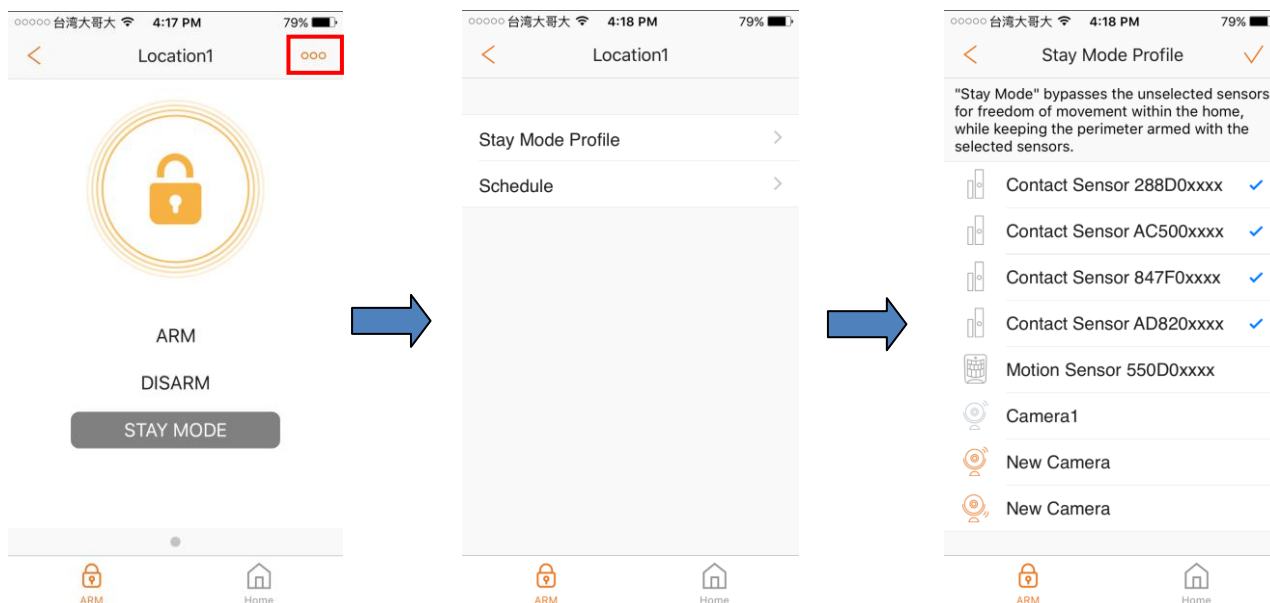 台湾大哥大 4:17 PM 79%
Location1
ARM
DISARM
STAY MODE
ARM Home
台湾大哥大 4:18 PM 79%
Location1
Stay Mode Profile
Schedule
ARM Home
台湾大哥大 4:18 PM 79%
Stay Mode Profile
"Stay Mode" bypasses the unselected sensors
for freedom of movement within the home,
while keeping the perimeter armed with the
selected sensors.
Contact Sensor 288D0xxxx
Contact Sensor AC500xxxx
Contact Sensor 847F0xxxx
Contact Sensor AD820xxxx
Motion Sensor 550D0xxxx
Camera1
New Camera
New Camera
ARM Home